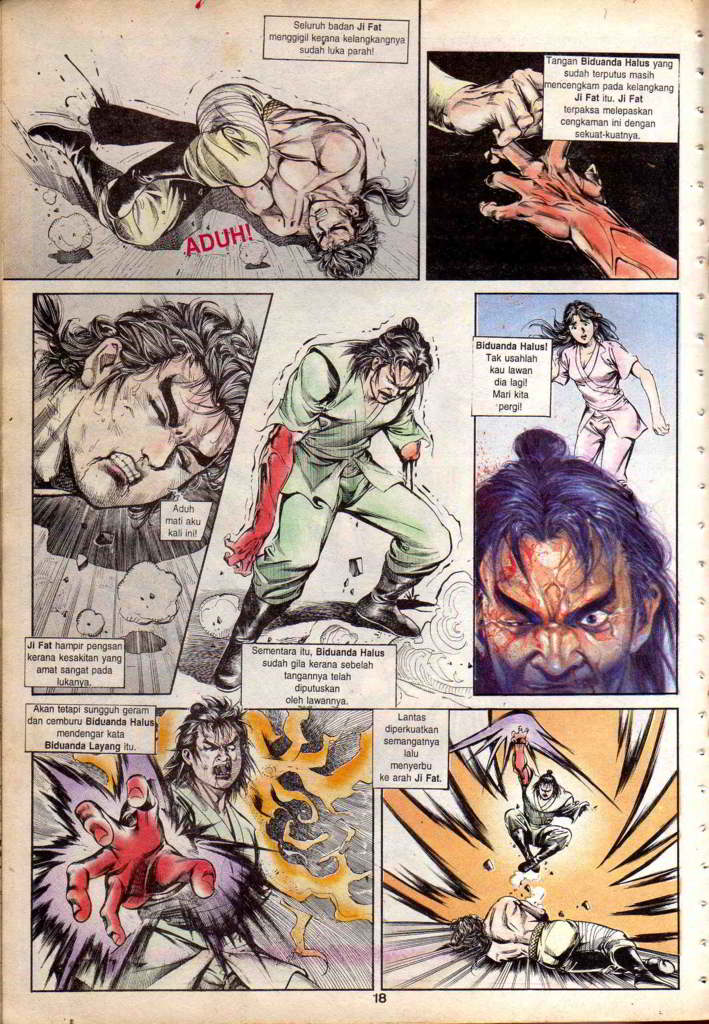 Seluruh badan Ji Fat
menggigil kerana kelangkangnya
sudah luka parah!
ADUH!
Tangan Biduanda Halus yang
sudah terputus masih
mencengkam pada kelangkang
Ji Fat itu. Ji Fat
terpaksa melepaskan
cengkaman ini dengan
sekuat-kuatnya.
Aduh
mati aku
kali ini!
Ji Fat hampir pengsan
kerana kesakitan yang
amat sangat pada
lukanya.
Sementara itu, Biduanda Halus
sudah gila kerana sebelah
tangannya telah
diputuskan
oleh lawannya.
Biduanda Halus!
Tak usahlah
kau lawan
dia lagi!
Mari kita
pergi!
Akan tetapi sungguh geram
dan cemburu Biduanda Halus
mendengar kata
Biduanda Layang itu.
Lantas
diperkuatkan
semangatnya
lalu
menyerbu
ke arah Ji Fat.
18